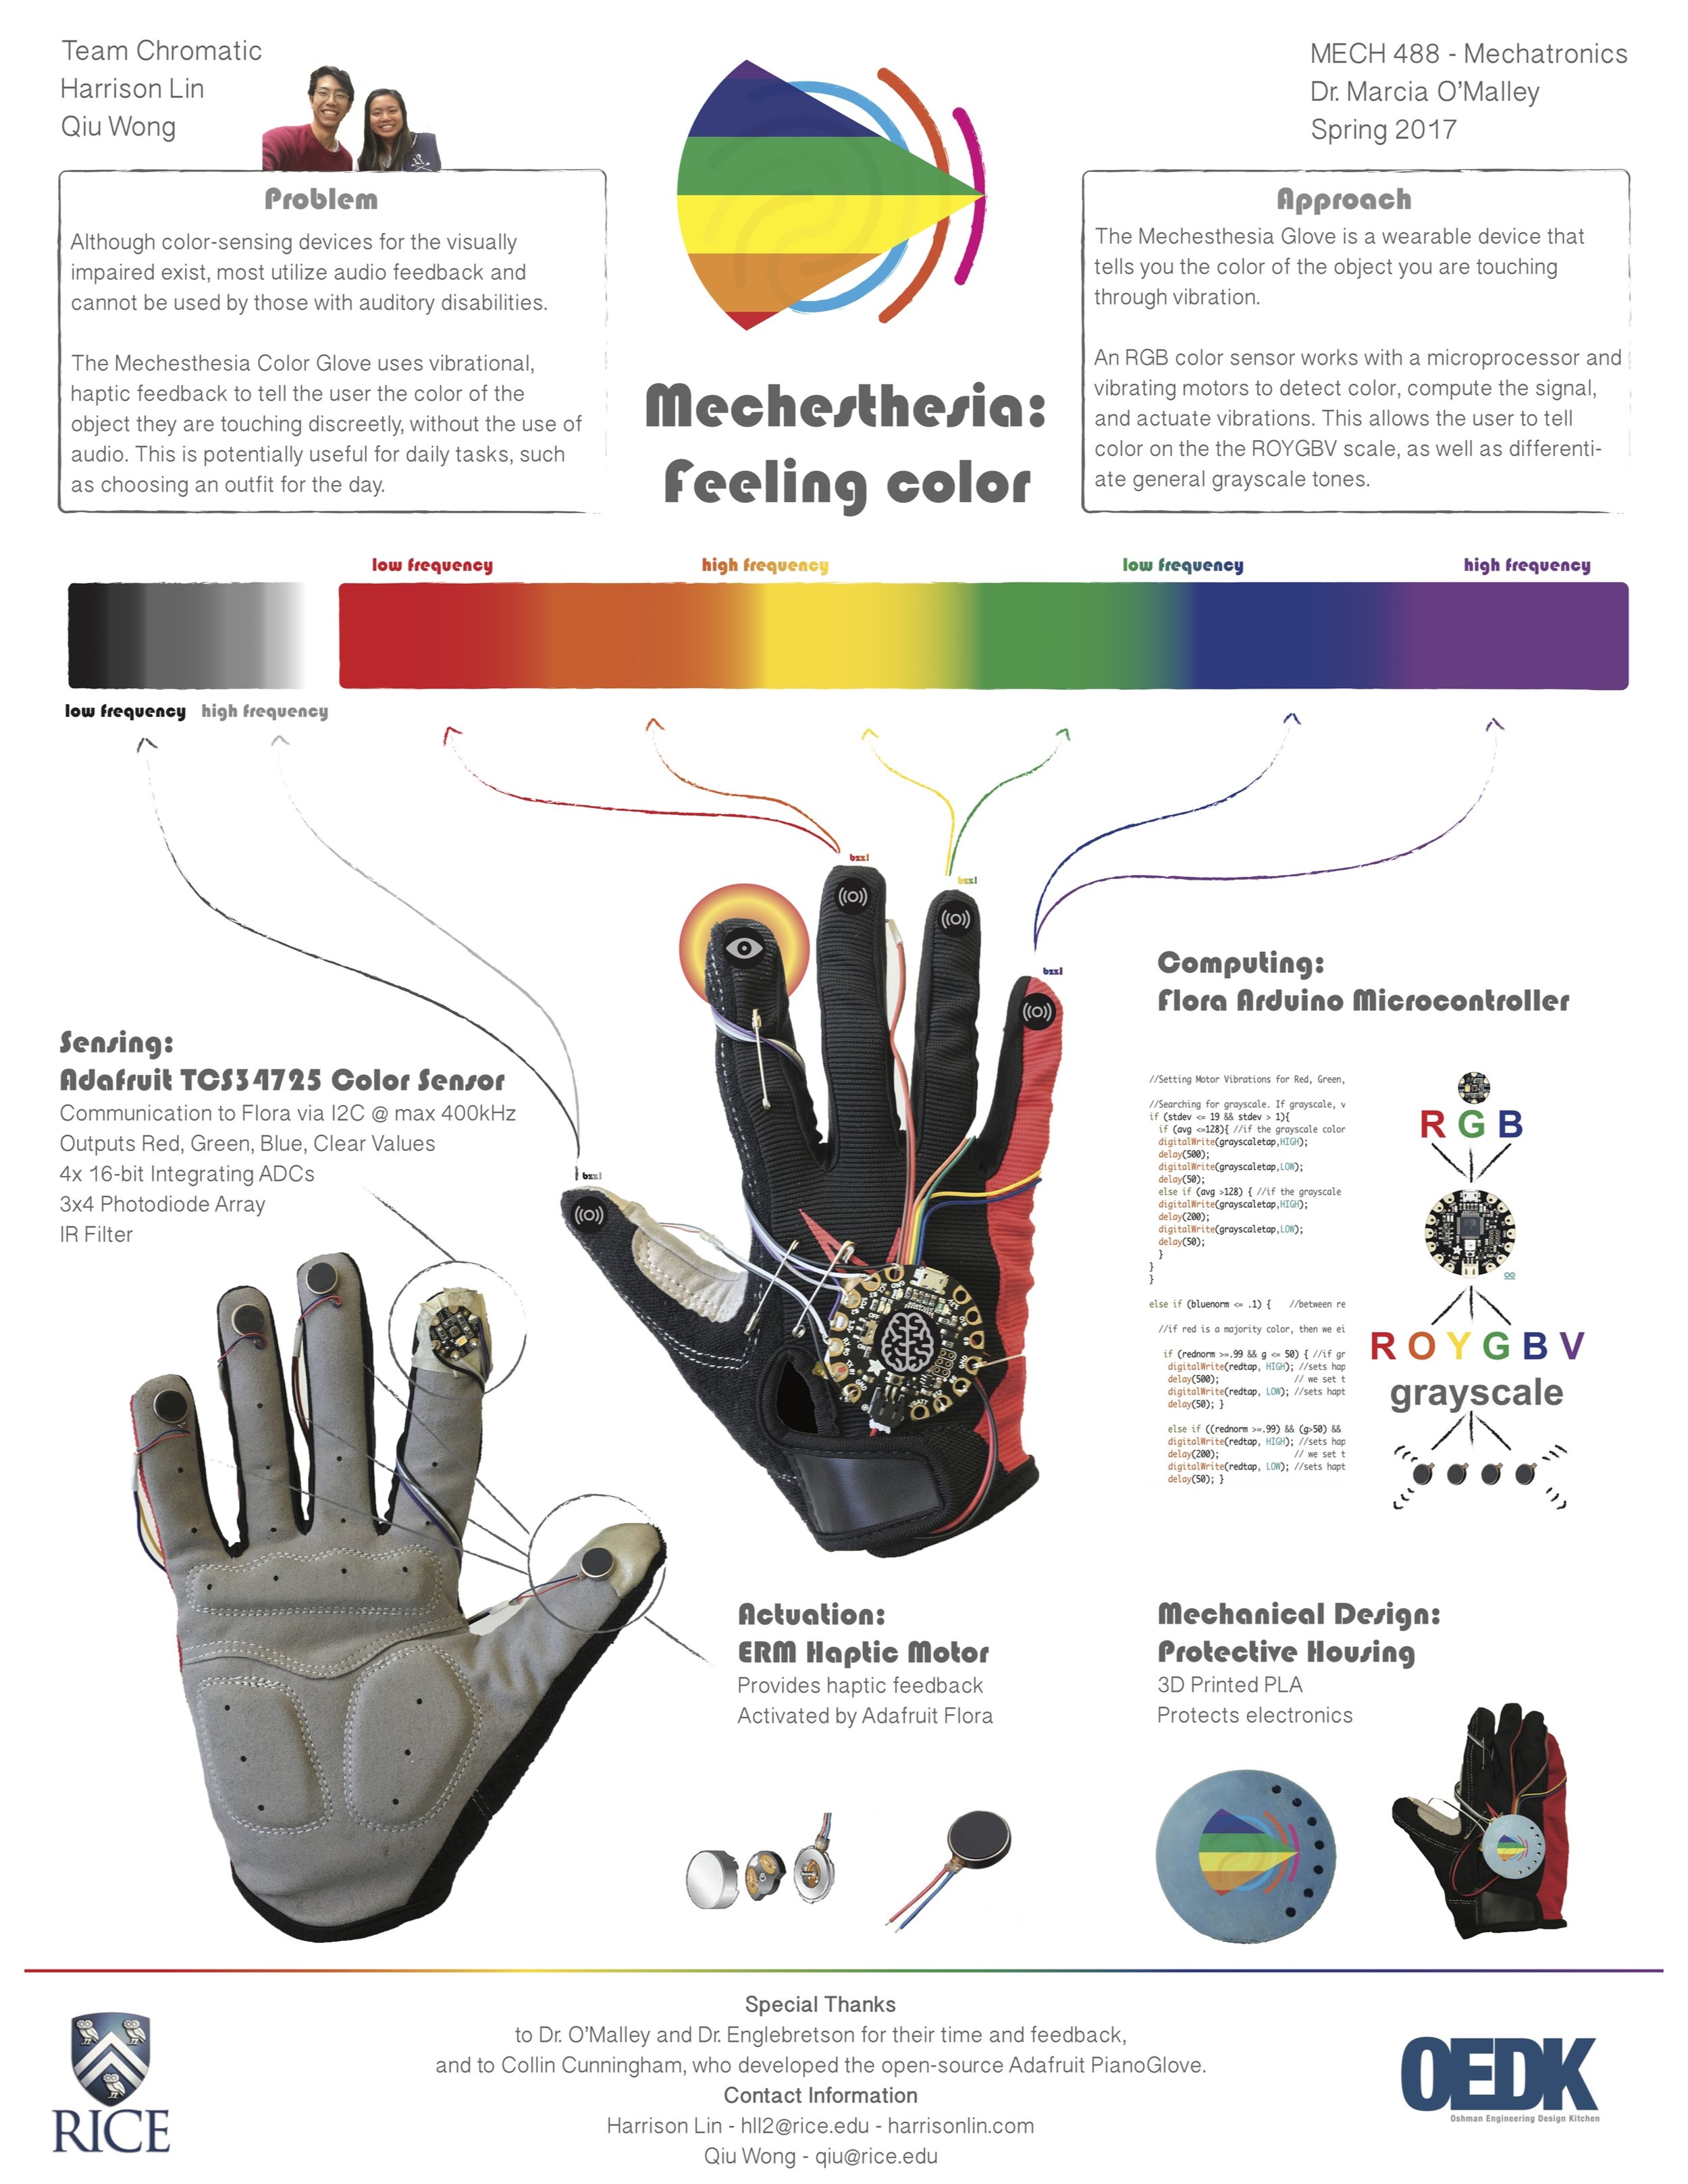 Team Chromatic
Harrison Lin
Qiu Wong
MECH 488 - Mechatronics
Dr. Marcia O'Malley
Spring 2017
Problem
Although color-sensing devices for the visually
impaired exist, most utilize audio feedback and
cannot be used by those with auditory disabilities.
The Mechesthesia Color Glove uses vibrational,
haptic feedback to tell the user the color of the
object they are touching discreetly, without the use of
audio. This is potentially useful for daily tasks, such
as choosing an outfit for the day.
Mechesthesia:
Feeling color
Approach
The Mechesthesia Glove is a wearable device that
tells you the color of the object you are touching
through vibration.
An RGB color sensor works with a microprocessor and
vibrating motors to detect color, compute the signal,
and actuate vibrations. This allows the user to tell
color on the the ROYGBV scale, as well as differenti-
ate general grayscale tones.
low frequency
high frequency
low frequency
high frequency
low frequency
high frequency
bzz!
bzz!
bzz!
bzz!
Sensing:
Adafruit TCS34725 Color Sensor
Communication to Flora via I2C @ max 400kHz
Outputs Red, Green, Blue, Clear Values
4x 16-bit Integrating ADCs
3x4 Photodiode Array
IR Filter
Computing:
Flora Arduino Microcontroller
//Setting Motor Vibrations for Red, Green,
//Searching for grayscale. If grayscale, v
if (stdev <= 19 && stdev > 1){
if (avg <=128){ //if the grayscale color
digitalWrite(grayscaletap,HIGH);
delay(500);
digitalWrite(grayscaletap,LOW);
delay(50);
else if (avg >128) { //if the grayscale
digitalWrite(grayscaletap,HIGH);
delay(200);
digitalWrite(grayscaletap,LOW);
delay(50);
}
}
}
else if (bluenorm <= .1) { //between re
//if red is a majority color, then we ei
if (rednorm >=.99 && g <= 50) { //if gr
digitalWrite(redtap, HIGH); //sets hap
delay(500); // we set t
digitalWrite(redtap, LOW); //sets hapt
delay(50); }
else if ((rednorm >=.99) && (g>50) &&
digitalWrite(redtap, HIGH); //sets hap
delay(200); // we set t
digitalWrite(redtap, LOW); //sets hapt
delay(50); }
R G B
R O Y G B V
grayscale
Actuation:
ERM Haptic Motor
Provides haptic feedback
Activated by Adafruit Flora
Mechanical Design:
Protective Housing
3D Printed PLA
Protects electronics
Special Thanks
to Dr. O'Malley and Dr. Englebretson for their time and feedback,
and to Collin Cunningham, who developed the open-source Adafruit PianoGlove.
Contact Information
Harrison Lin - hll2@rice.edu - harrisonlin.com
Qiu Wong - qiu@rice.edu
RICE
OEDK
Oshman Engineering Design Kitchen